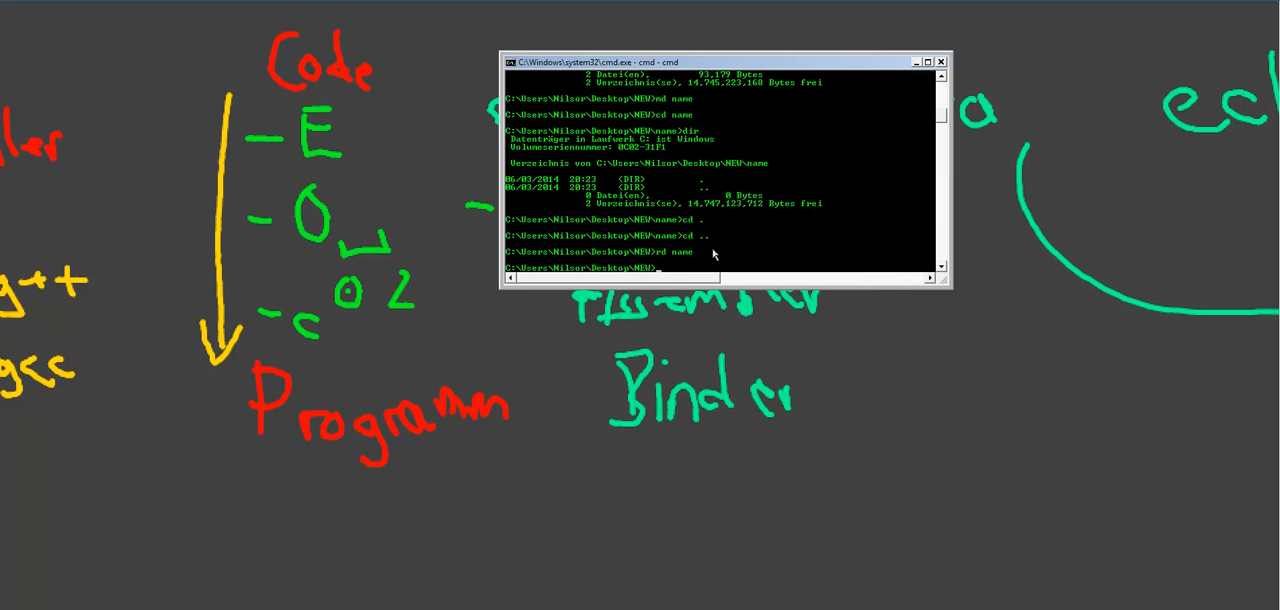 Code
- E
- O
O2
- c
Programm
ller
g++
gcc
a
Assembler
Binder
C:\Windows\system32\cmd.exe - cmd - cmd
2 Datei(en), 93,179 Bytes
2 Verzeichnis(se), 14,745,223,168 Bytes frei
C:\Users\Nilsor\Desktop\NEW>md name
C:\Users\Nilsor\Desktop\NEW>cd name
C:\Users\Nilsor\Desktop\NEW\name>dir
Datenträger in Laufwerk C: ist Windows
Volumeseriennummer: 0C02-31F1
Verzeichnis von C:\Users\Nilsor\Desktop\NEW\name
06/03/2014 20:23 <DIR> .
06/03/2014 20:23 <DIR> ..
0 Datei(en), 0 Bytes
2 Verzeichnis(se), 14,747,123,712 Bytes frei
C:\Users\Nilsor\Desktop\NEW\name>cd .
C:\Users\Nilsor\Desktop\NEW\name>cd ..
C:\Users\Nilsor\Desktop\NEW>rd name
C:\Users\Nilsor\Desktop\NEW>_